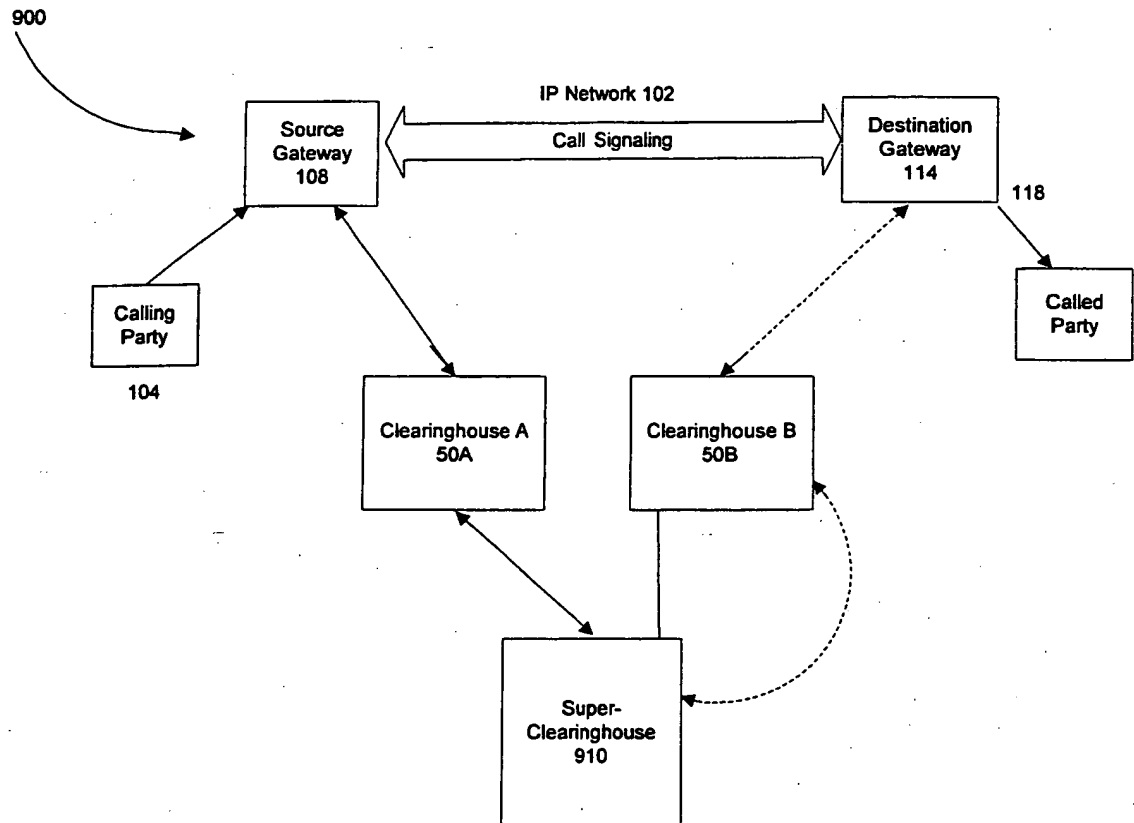 900
IP Network 102
Source
Gateway
108
Call Signaling
Destination
Gateway
114
118
Calling
Party
104
Called
Party
Clearinghouse A
50A
Clearinghouse B
50B
Super-
Clearinghouse
910